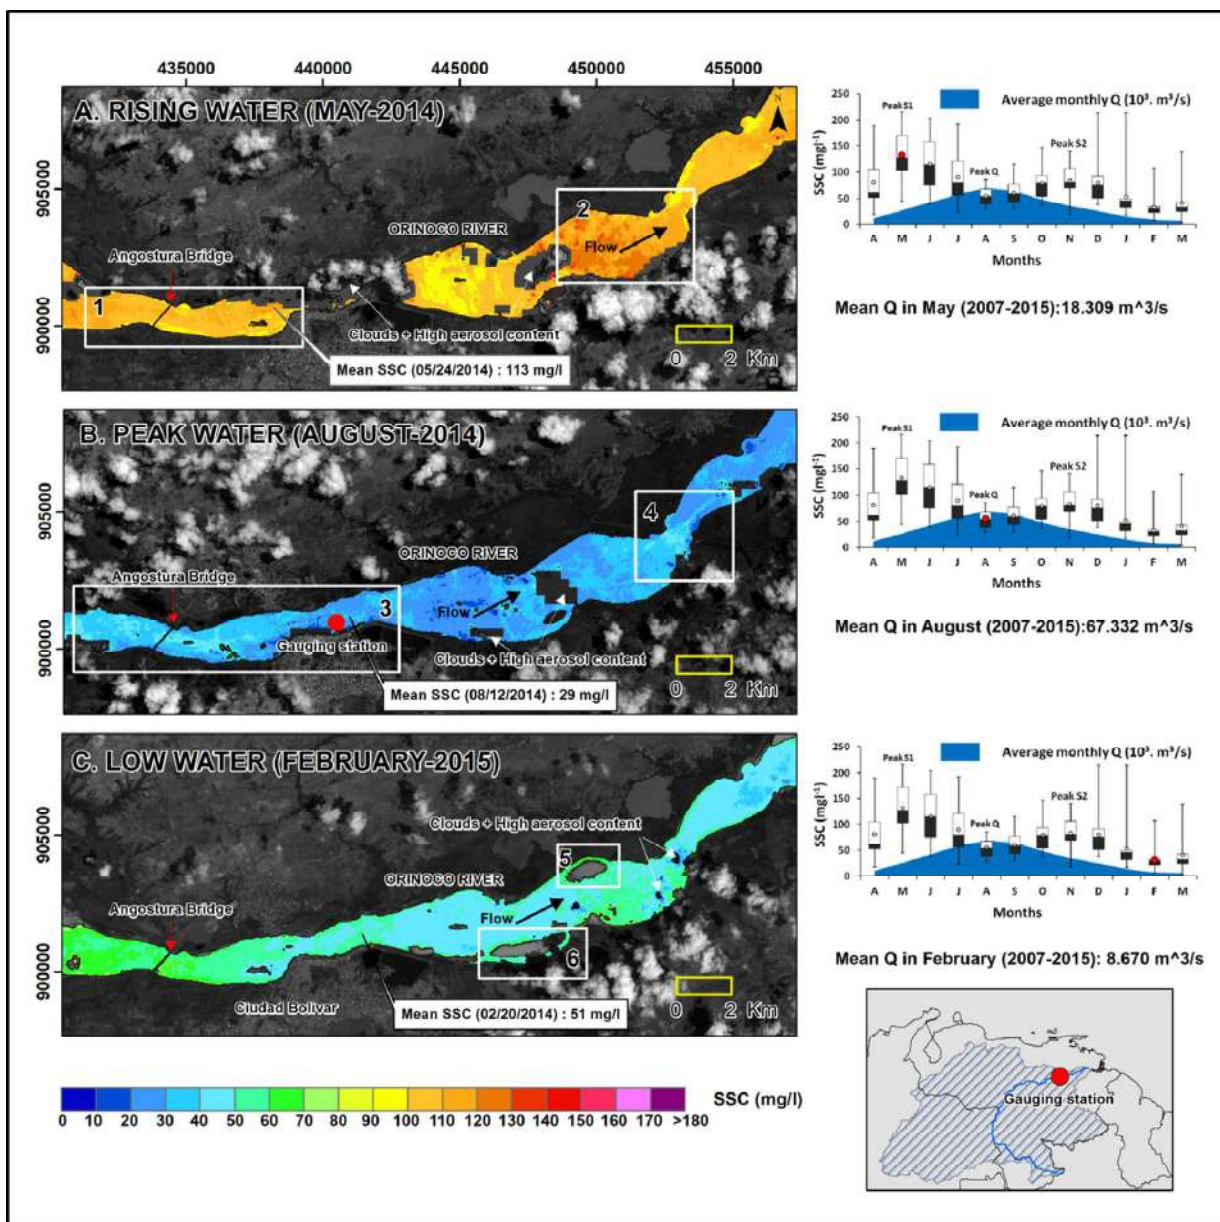 435000 440000 445000 450000 455000
A. RISING WATER (MAY-2014)
N
905000
900000
ORINOCO RIVER
2
Flow
Angostura Bridge
1
Clouds + High aerosol content
0 2 Km
Mean SSC (05/24/2014) : 113 mg/l
Average monthly Q (10³. m³/s)
SSC (mgl⁻¹)
250
200
150
100
50
0
Peak S1
Peak Q
Peak S2
A M J J A S O N D J F M
Months
Mean Q in May (2007-2015):18.309 m^3/s
B. PEAK WATER (AUGUST-2014)
905000
900000
4
ORINOCO RIVER
Angostura Bridge
3
Flow
Gauging station
Clouds + High aerosol content
0 2 Km
Mean SSC (08/12/2014) : 29 mg/l
Average monthly Q (10³. m³/s)
SSC (mgl⁻¹)
250
200
150
100
50
0
Peak S1
Peak Q
Peak S2
A M J J A S O N D J F M
Months
Mean Q in August (2007-2015):67.332 m^3/s
C. LOW WATER (FEBRUARY-2015)
905000
900000
Clouds + High aerosol content
5
ORINOCO RIVER
Angostura Bridge
Flow
6
Ciudad Bolivar
0 2 Km
Mean SSC (02/20/2014) : 51 mg/l
Average monthly Q (10³. m³/s)
SSC (mgl⁻¹)
250
200
150
100
50
0
Peak S1
Peak Q
Peak S2
A M J J A S O N D J F M
Months
Mean Q in February (2007-2015): 8.670 m^3/s
Gauging station
SSC (mg/l)
0 10 20 30 40 50 60 70 80 90 100 110 120 130 140 150 160 170 >180